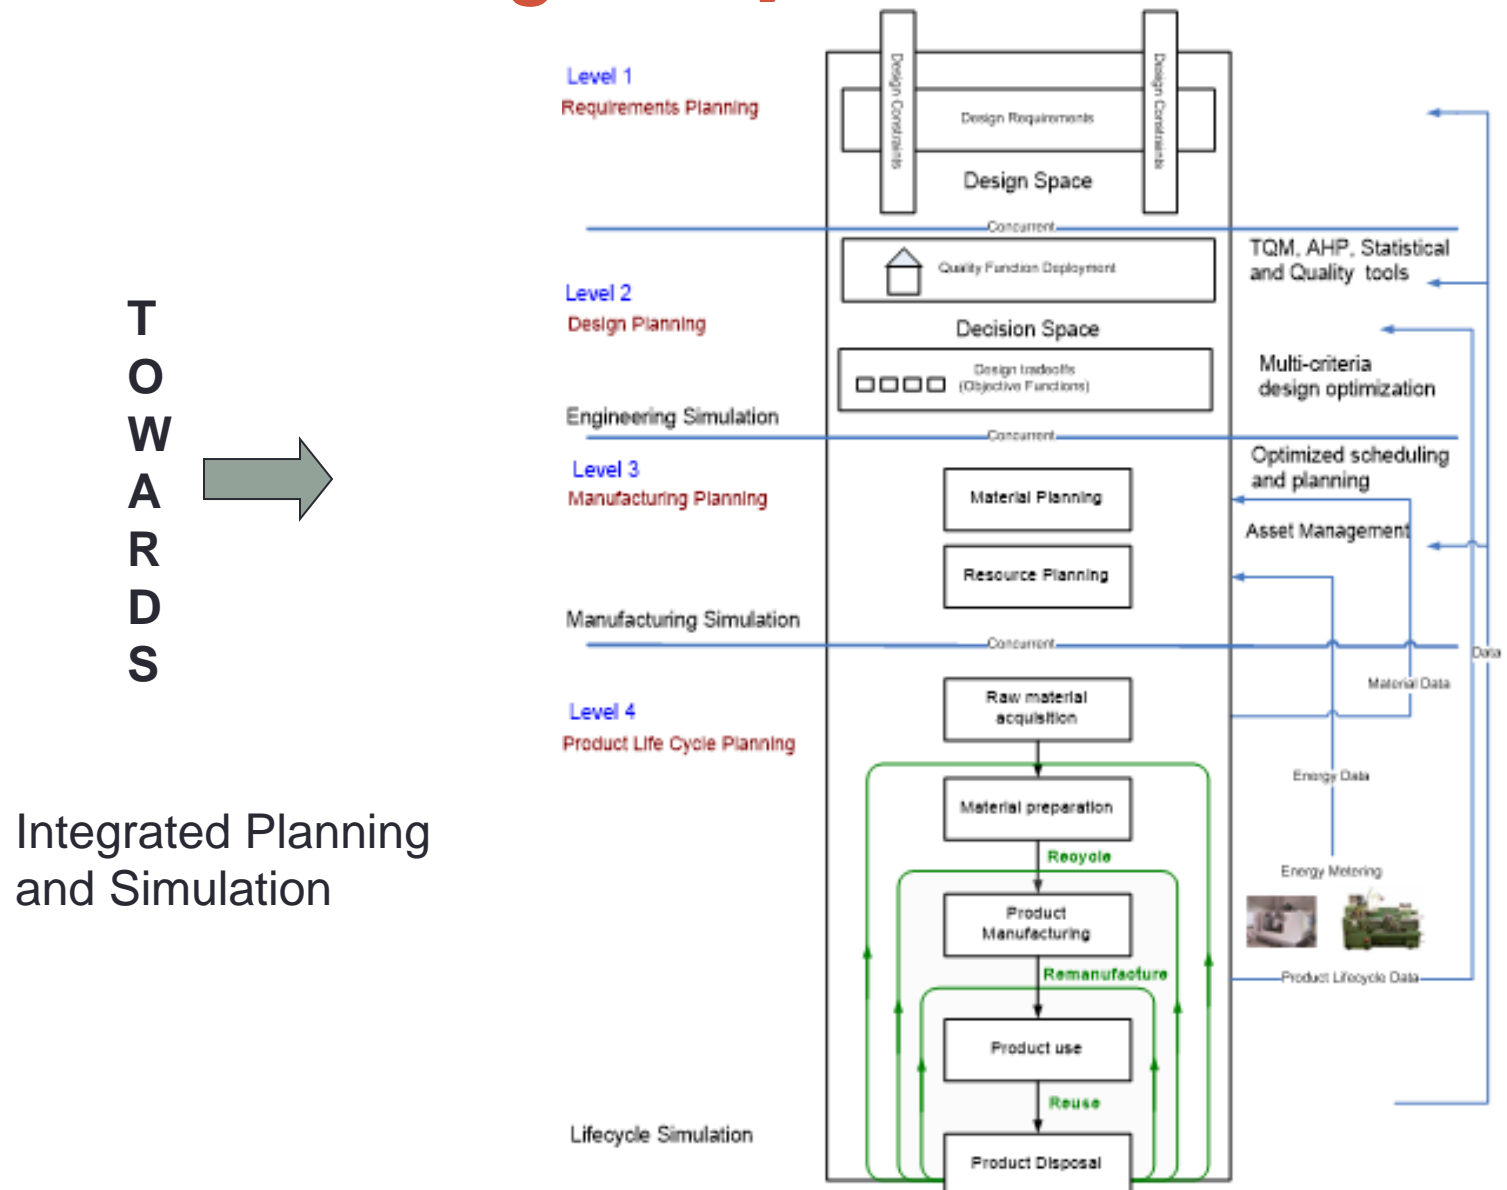 T
O
W
A
R
D
S
Integrated Planning
and Simulation
Level 1
Requirements Planning
Design Constraints
Design Requirements
Design Constraints
Design Space
Concurrent
Quality Function Deployment
TQM, AHP, Statistical
and Quality tools
Level 2
Design Planning
Decision Space
Design tradeoffs
(Objective Functions)
Multi-criteria
design optimization
Engineering Simulation
Concurrent
Level 3
Manufacturing Planning
Material Planning
Optimized scheduling
and planning
Asset Management
Resource Planning
Manufacturing Simulation
Concurrent
Data
Material Data
Level 4
Product Life Cycle Planning
Raw material
acquisition
Energy Data
Material preparation
Recycle
Energy Metering
Product
Manufacturing
Remanufacture
Product Lifecycle Data
Product use
Reuse
Lifecycle Simulation
Product Disposal